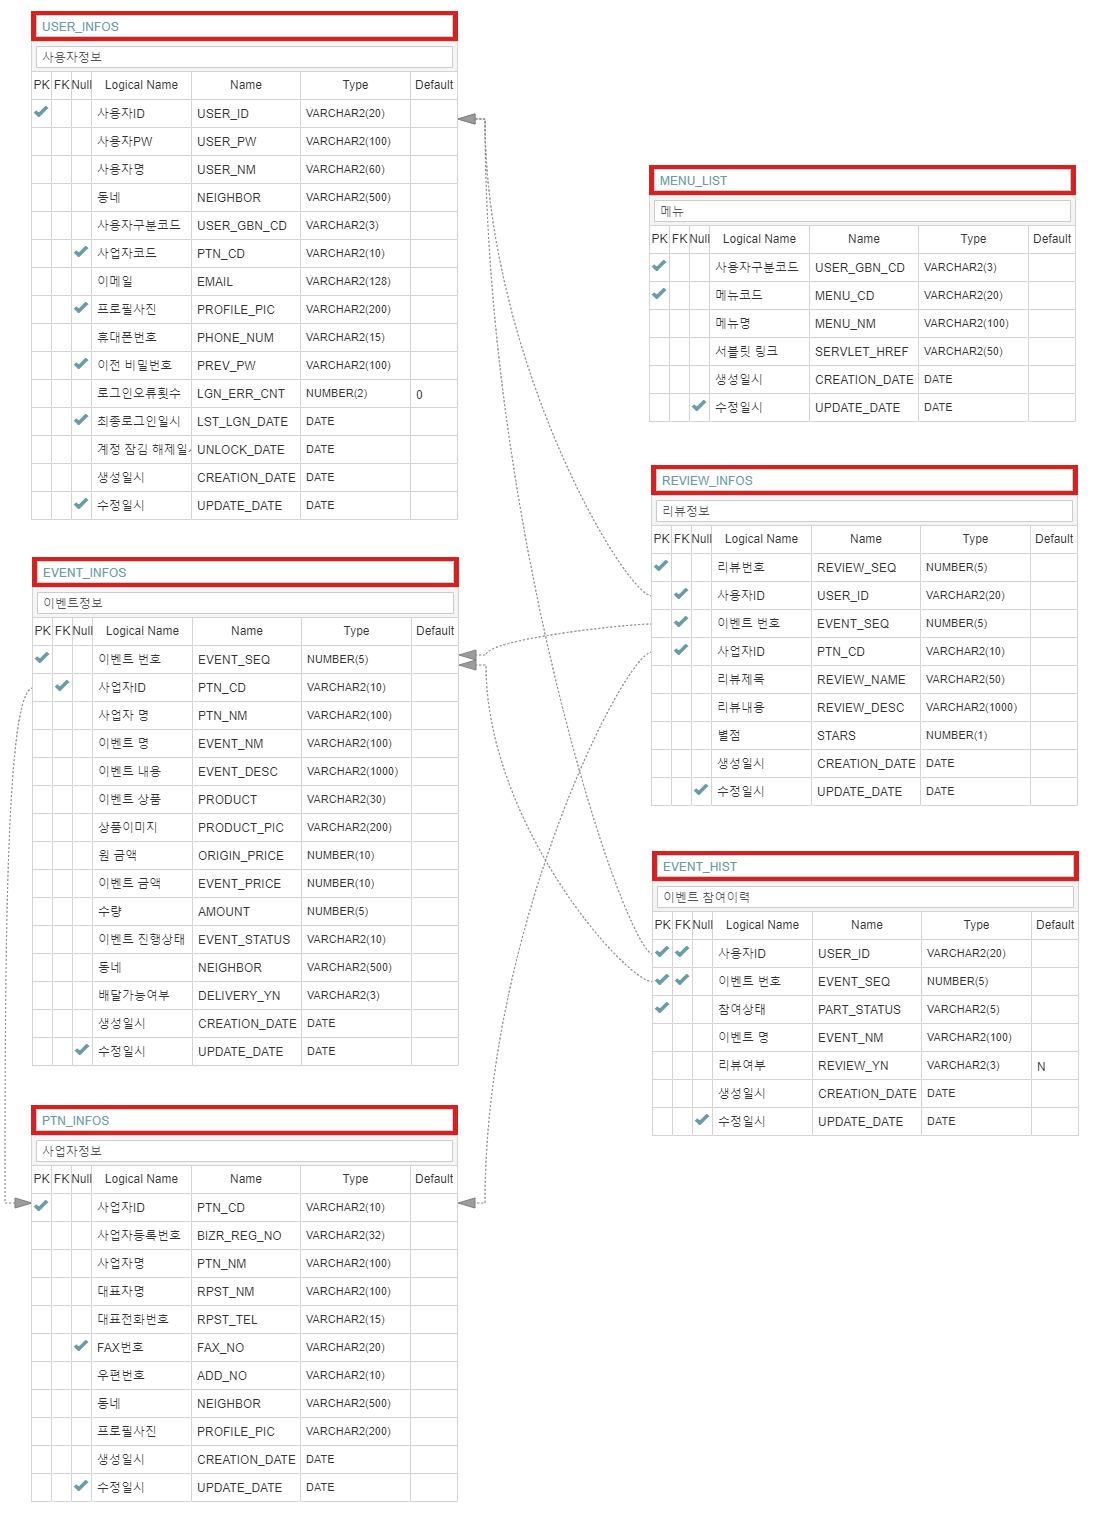 USER_INFOS
사용자정보
PK FK Null Logical Name Name Type Default
사용자ID USER_ID VARCHAR2(20)
사용자PW USER_PW VARCHAR2(100)
사용자명 USER_NM VARCHAR2(60)
동네 NEIGHBOR VARCHAR2(500)
사용자구분코드 USER_GBN_CD VARCHAR2(3)
사업자코드 PTN_CD VARCHAR2(10)
이메일 EMAIL VARCHAR2(128)
프로필사진 PROFILE_PIC VARCHAR2(200)
휴대폰번호 PHONE_NUM VARCHAR2(15)
이전 비밀번호 PREV_PW VARCHAR2(100)
로그인오류횟수 LGN_ERR_CNT NUMBER(2) 0
최종로그인일시 LST_LGN_DATE DATE
계정 잠김 해제일시 UNLOCK_DATE DATE
생성일시 CREATION_DATE DATE
수정일시 UPDATE_DATE DATE
MENU_LIST
메뉴
PK FK Null Logical Name Name Type Default
사용자구분코드 USER_GBN_CD VARCHAR2(3)
메뉴코드 MENU_CD VARCHAR2(20)
메뉴명 MENU_NM VARCHAR2(100)
서블릿 링크 SERVLET_HREF VARCHAR2(50)
생성일시 CREATION_DATE DATE
수정일시 UPDATE_DATE DATE
REVIEW_INFOS
리뷰정보
PK FK Null Logical Name Name Type Default
리뷰번호 REVIEW_SEQ NUMBER(5)
사용자ID USER_ID VARCHAR2(20)
이벤트 번호 EVENT_SEQ NUMBER(5)
사업자ID PTN_CD VARCHAR2(10)
리뷰제목 REVIEW_NAME VARCHAR2(50)
리뷰내용 REVIEW_DESC VARCHAR2(1000)
별점 STARS NUMBER(1)
생성일시 CREATION_DATE DATE
수정일시 UPDATE_DATE DATE
EVENT_INFOS
이벤트정보
PK FK Null Logical Name Name Type Default
이벤트 번호 EVENT_SEQ NUMBER(5)
사업자ID PTN_CD VARCHAR2(10)
사업자 명 PTN_NM VARCHAR2(100)
이벤트 명 EVENT_NM VARCHAR2(100)
이벤트 내용 EVENT_DESC VARCHAR2(1000)
이벤트 상품 PRODUCT VARCHAR2(30)
상품이미지 PRODUCT_PIC VARCHAR2(200)
원 금액 ORIGIN_PRICE NUMBER(10)
이벤트 금액 EVENT_PRICE NUMBER(10)
수량 AMOUNT NUMBER(5)
이벤트 진행상태 EVENT_STATUS VARCHAR2(10)
동네 NEIGHBOR VARCHAR2(500)
배달가능여부 DELIVERY_YN VARCHAR2(3)
생성일시 CREATION_DATE DATE
수정일시 UPDATE_DATE DATE
EVENT_HIST
이벤트 참여이력
PK FK Null Logical Name Name Type Default
사용자ID USER_ID VARCHAR2(20)
이벤트 번호 EVENT_SEQ NUMBER(5)
참여상태 PART_STATUS VARCHAR2(5)
이벤트 명 EVENT_NM VARCHAR2(100)
리뷰여부 REVIEW_YN VARCHAR2(3) N
생성일시 CREATION_DATE DATE
수정일시 UPDATE_DATE DATE
PTN_INFOS
사업자정보
PK FK Null Logical Name Name Type Default
사업자ID PTN_CD VARCHAR2(10)
사업자등록번호 BIZR_REG_NO VARCHAR2(32)
사업자명 PTN_NM VARCHAR2(100)
대표자명 RPST_NM VARCHAR2(100)
대표전화번호 RPST_TEL VARCHAR2(15)
FAX번호 FAX_NO VARCHAR2(20)
우편번호 ADD_NO VARCHAR2(10)
동네 NEIGHBOR VARCHAR2(500)
프로필사진 PROFILE_PIC VARCHAR2(200)
생성일시 CREATION_DATE DATE
수정일시 UPDATE_DATE DATE